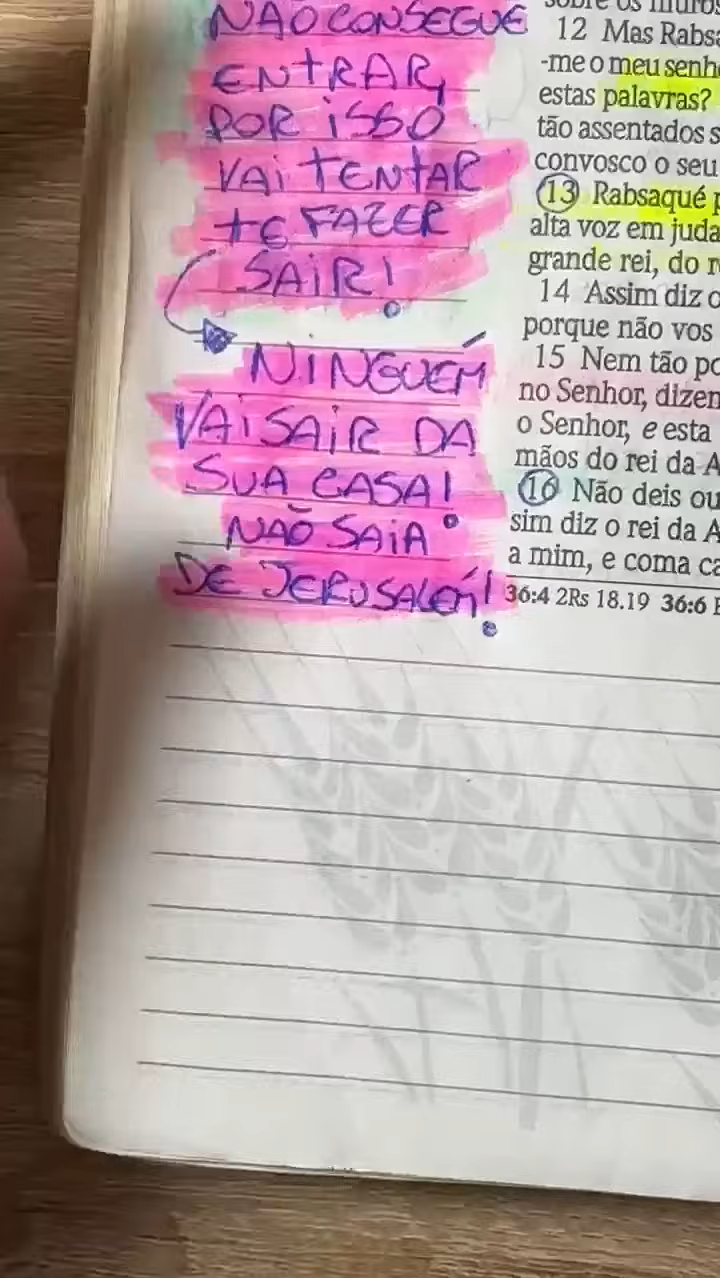 NÃO CONSEGUE
ENTRAR,
POR ISSO
VAI TENTAR
TE FAZER
SAIR!
NINGUÉM
VAI SAIR DA
SUA CASA!
NÃO SAIA
DE JERUSALÉM!
sobre os muros
12 Mas Rabsa
-me o meu senh
estas palavras?
tão assentados s
convosco o seu
13 Rabsaqué p
alta voz em juda
grande rei, do r
14 Assim diz o
porque não vos
15 Nem tão po
no Senhor, dizen
o Senhor, e esta
mãos do rei da A
16 Não deis ou
sim diz o rei da A
a mim, e coma ca
36:4 2Rs 18.19 36:6